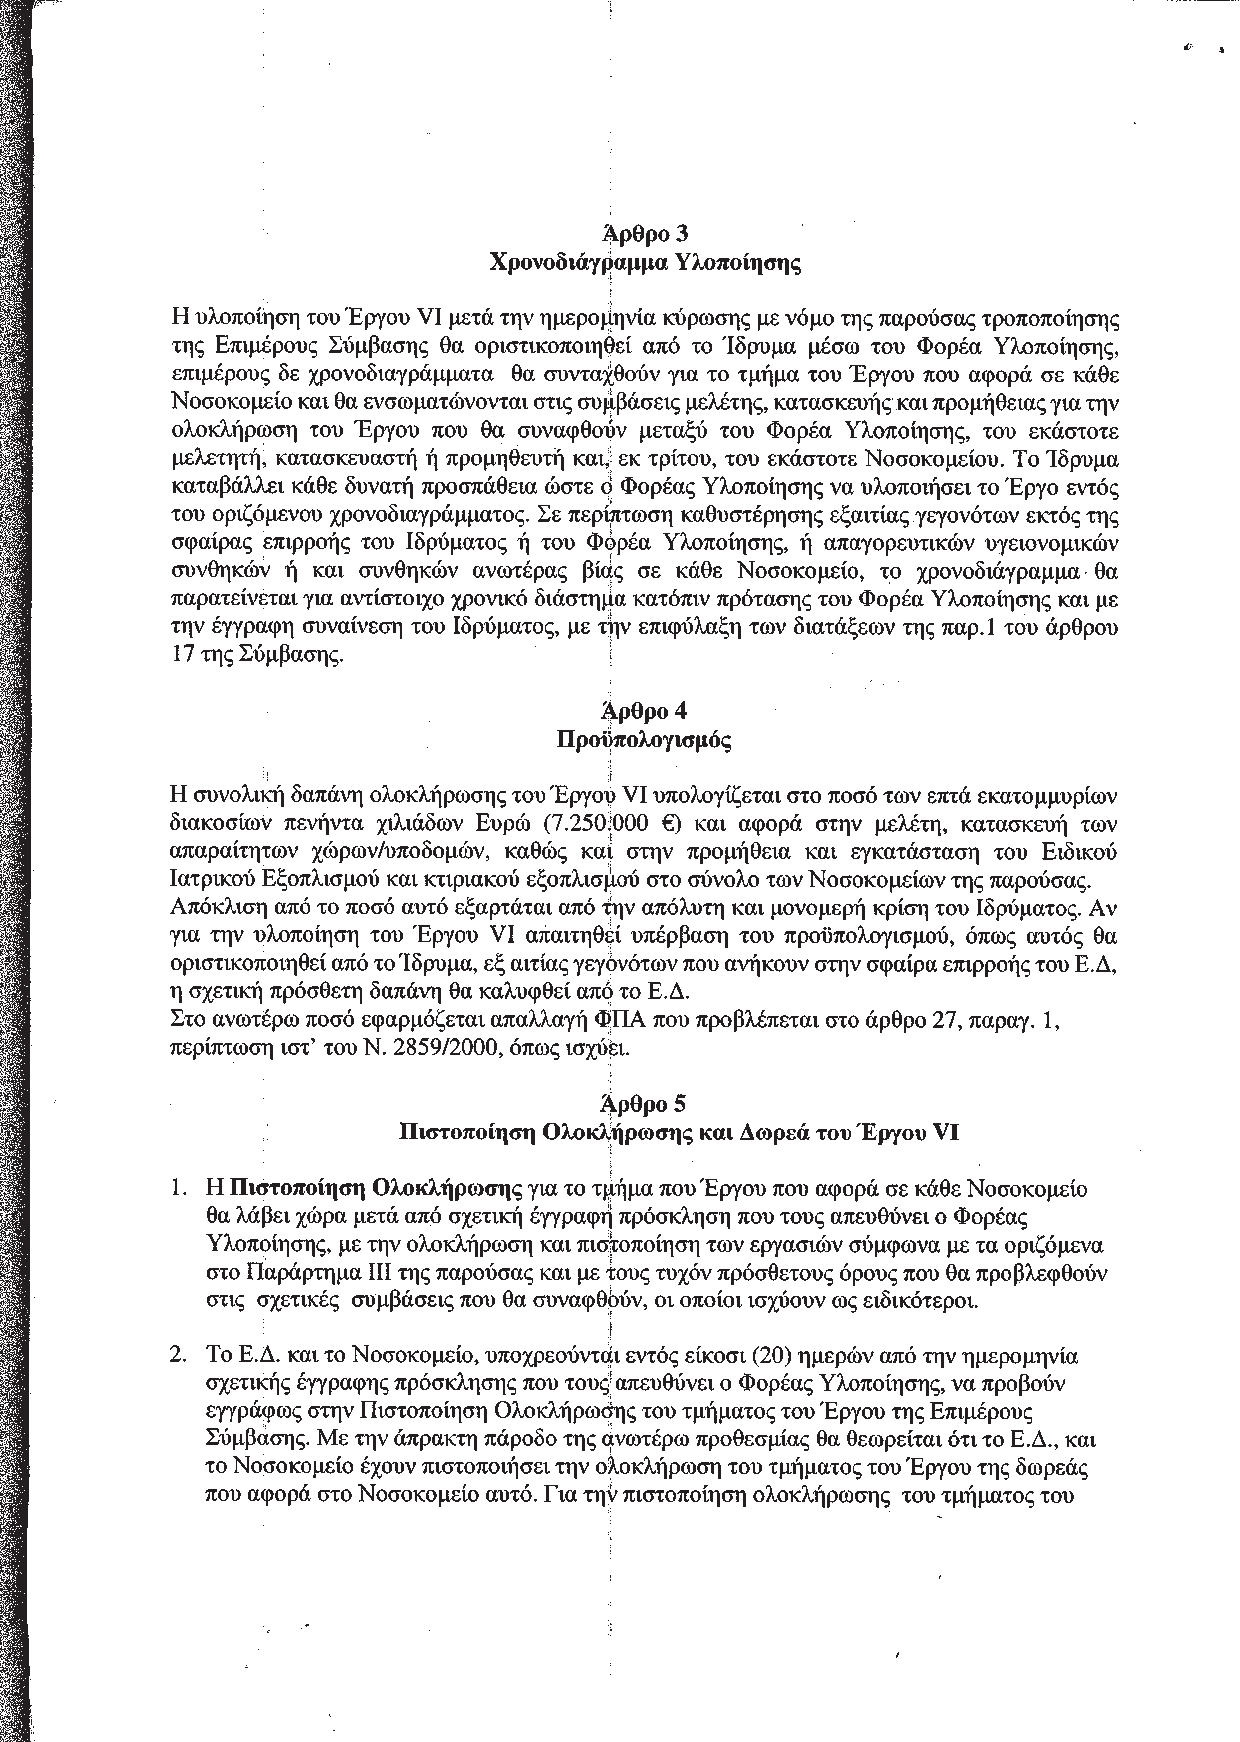 Άρθρο 3
Χρονοδιάγραμμα Υλοποίησης
Η υλοποίηση του Έργου VI μετά την ημερομηνία κύρωσης με νόμο της παρούσας τροποποίησης
της Επιμέρους Σύμβασης θα οριστικοποιηθεί από το Ίδρυμα μέσω του Φορέα Υλοποίησης,
επιμέρους δε χρονοδιαγράμματα θα συνταχθούν για το τμήμα του Έργου που αφορά σε κάθε
Νοσοκομείο και θα ενσωματώνονται στις συμβάσεις μελέτης, κατασκευής και προμήθειας για την
ολοκλήρωση του Έργου που θα συναφθούν μεταξύ του Φορέα Υλοποίησης, του εκάστοτε
μελετητή, κατασκευαστή ή προμηθευτή και, εκ τρίτου, του εκάστοτε Νοσοκομείου. Το Ίδρυμα
καταβάλλει κάθε δυνατή προσπάθεια ώστε ο Φορέας Υλοποίησης να υλοποιήσει το Έργο εντός
του οριζόμενου χρονοδιαγράμματος. Σε περίπτωση καθυστέρησης εξαιτίας γεγονότων εκτός της
σφαίρας επιρροής του Ιδρύματος ή του Φορέα Υλοποίησης, ή απαγορευτικών υγειονομικών
συνθηκών ή και συνθηκών ανωτέρας βίας σε κάθε Νοσοκομείο, το χρονοδιάγραμμα θα
παρατείνεται για αντίστοιχο χρονικό διάστημα κατόπιν πρότασης του Φορέα Υλοποίησης και με
την έγγραφη συναίνεση του Ιδρύματος, με την επιφύλαξη των διατάξεων της παρ.1 του άρθρου
17 της Σύμβασης.
Άρθρο 4
Προϋπολογισμός
Η συνολική δαπάνη ολοκλήρωσης του Έργου VI υπολογίζεται στο ποσό των επτά εκατομμυρίων
διακοσίων πενήντα χιλιάδων Ευρώ (7.250.000 €) και αφορά στην μελέτη, κατασκευή των
απαραίτητων χώρων/υποδομών, καθώς και στην προμήθεια και εγκατάσταση του Ειδικού
Ιατρικού Εξοπλισμού και κτιριακού εξοπλισμού στο σύνολο των Νοσοκομείων της παρούσας.
Απόκλιση από το ποσό αυτό εξαρτάται από την απόλυτη και μονομερή κρίση του Ιδρύματος. Αν
για την υλοποίηση του Έργου VI απαιτηθεί υπέρβαση του προϋπολογισμού, όπως αυτός θα
οριστικοποιηθεί από το Ίδρυμα, εξ αιτίας γεγονότων που ανήκουν στην σφαίρα επιρροής του Ε.Δ,
η σχετική πρόσθετη δαπάνη θα καλυφθεί από το Ε.Δ.
Στο ανωτέρω ποσό εφαρμόζεται απαλλαγή ΦΠΑ που προβλέπεται στο άρθρο 27, παραγ. 1,
περίπτωση ιστ’ του Ν. 2859/2000, όπως ισχύει.
Άρθρο 5
Πιστοποίηση Ολοκλήρωσης και Δωρεά του Έργου VI
1. Η Πιστοποίηση Ολοκλήρωσης για το τμήμα που Έργου που αφορά σε κάθε Νοσοκομείο
θα λάβει χώρα μετά από σχετική έγγραφη πρόσκληση που τους απευθύνει ο Φορέας
Υλοποίησης, με την ολοκλήρωση και πιστοποίηση των εργασιών σύμφωνα με τα οριζόμενα
στο Παράρτημα ΙΙΙ της παρούσας και με τους τυχόν πρόσθετους όρους που θα προβλεφθούν
στις σχετικές συμβάσεις που θα συναφθούν, οι οποίοι ισχύουν ως ειδικότεροι.
2. Το Ε.Δ. και το Νοσοκομείο, υποχρεούνται εντός είκοσι (20) ημερών από την ημερομηνία
σχετικής έγγραφης πρόσκλησης που τους απευθύνει ο Φορέας Υλοποίησης, να προβούν
εγγράφως στην Πιστοποίηση Ολοκλήρωσης του τμήματος του Έργου της Επιμέρους
Σύμβασης. Με την άπρακτη πάροδο της ανωτέρω προθεσμίας θα θεωρείται ότι το Ε.Δ., και
το Νοσοκομείο έχουν πιστοποιήσει την ολοκλήρωση του τμήματος του Έργου της δωρεάς
που αφορά στο Νοσοκομείο αυτό. Για την πιστοποίηση ολοκλήρωσης του τμήματος του